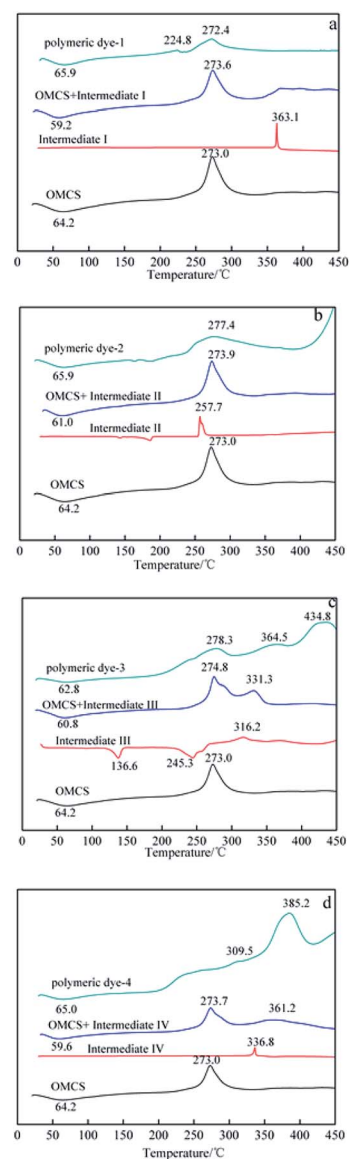 a
272.4
224.8
polymeric dye-1
65.9
273.6
OMCS+Intermediate I
59.2
363.1
Intermediate I
273.0
OMCS
64.2
0 50 100 150 200 250 300 350 400 450
Temperature/℃
b
277.4
polymeric dye-2
65.9
273.9
OMCS+ Intermediate II
61.0
257.7
Intermediate II
273.0
OMCS
64.2
0 50 100 150 200 250 300 350 400 450
Temperature/℃
c
434.8
278.3 364.5
polymeric dye-3
62.8
274.8
331.3
OMCS+Intermediate III
60.8
316.2
Intermediate III
136.6 245.3 273.0
OMCS
64.2
0 50 100 150 200 250 300 350 400 450
Temperature/℃
d
385.2
309.5
polymeric dye-4
65.0
273.7 361.2
OMCS+ Intermediate IV
59.6
336.8
Intermediate IV
273.0
OMCS
64.2
0 50 100 150 200 250 300 350 400 450
Temperature/℃